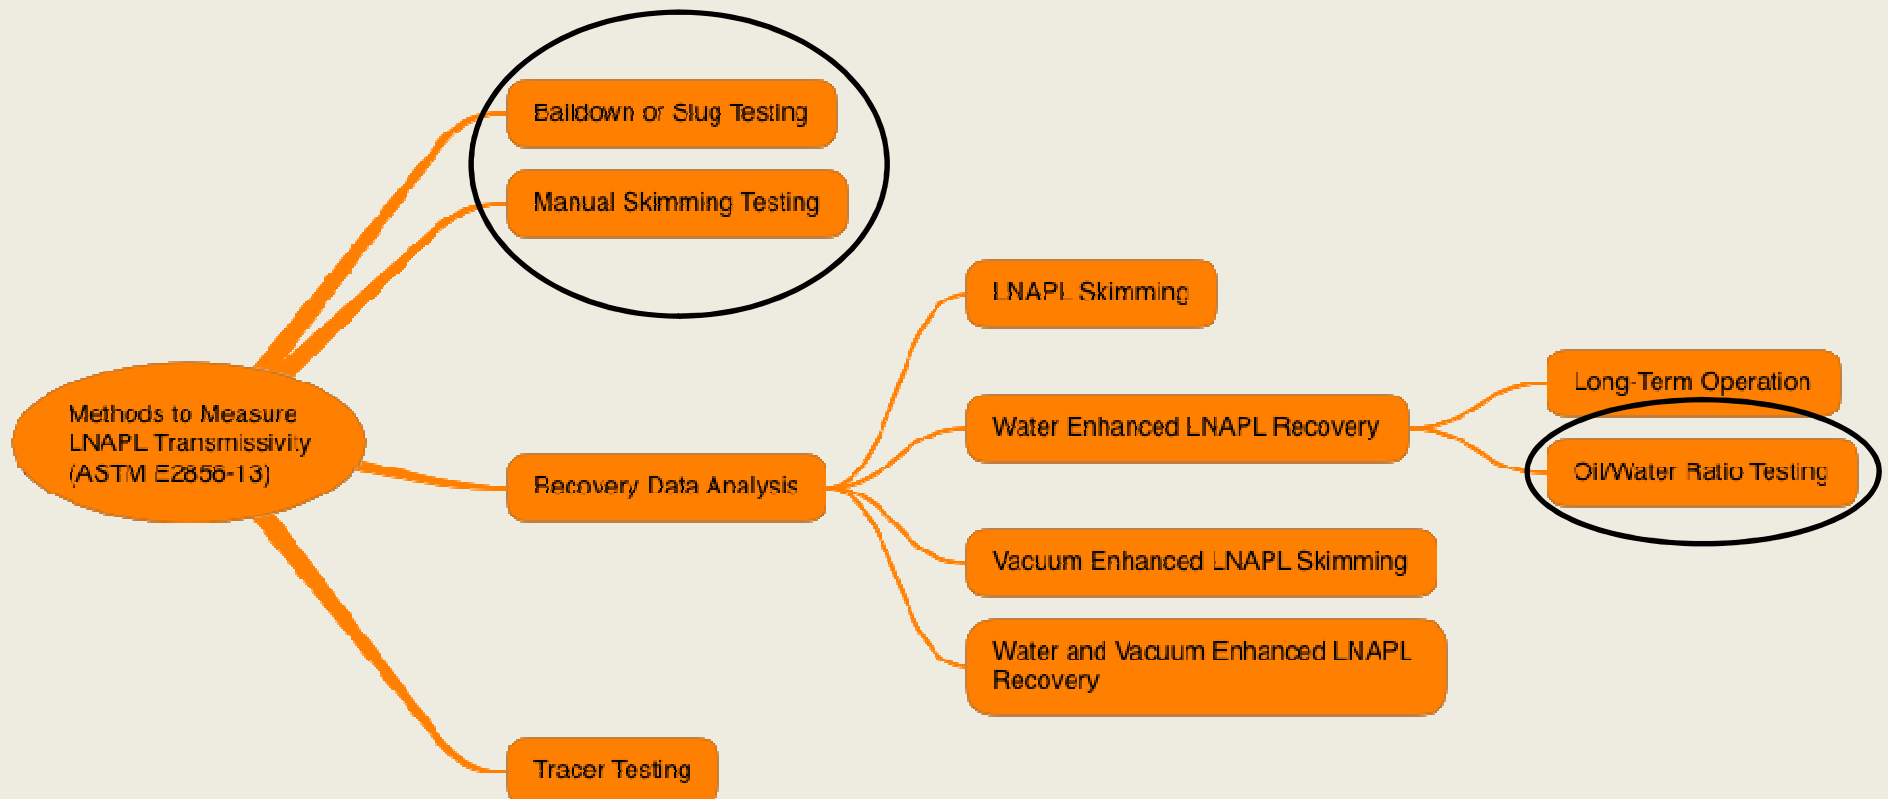 Baildown or Slug Testing
Manual Skimming Testing
LNAPL Skimming
Long-Term Operation
Methods to Measure
LNAPL Transmissivity
(ASTM E2856-13)
Water Enhanced LNAPL Recovery
Oil/Water Ratio Testing
Recovery Data Analysis
Vacuum Enhanced LNAPL Skimming
Water and Vacuum Enhanced LNAPL
Recovery
Tracer Testing